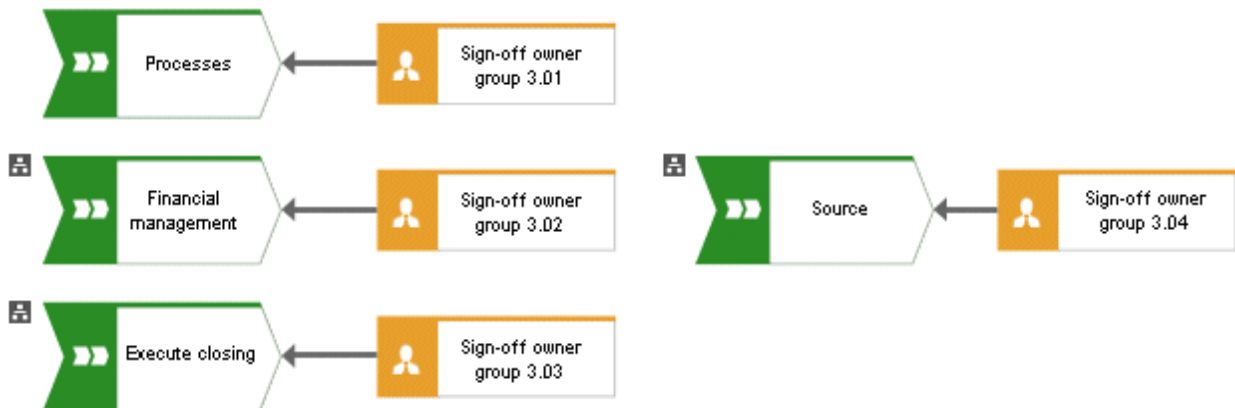 Processes
Sign-off owner
group 3.01
Financial
management
Sign-off owner
group 3.02
Source
Sign-off owner
group 3.04
Execute closing
Sign-off owner
group 3.03